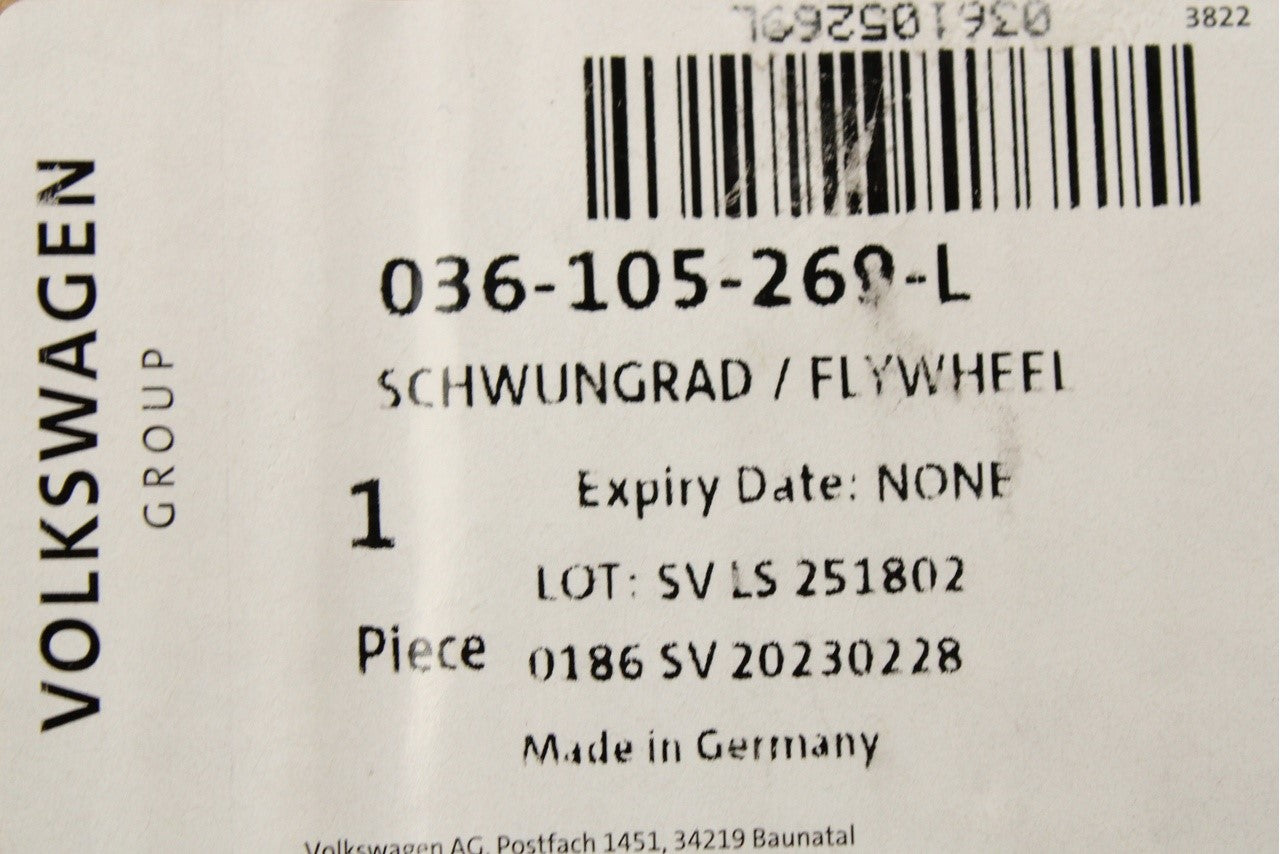 036105269L
3822
VOLKSWAGEN
GROUP
036-105-269-L
SCHWUNGRAD / FLYWHEEL
1
Expiry Date: NONE
LOT: SV LS 251802
Piece
0186 SV 20230228
Made in Germany
Volkswagen AG, Postfach 1451, 34219 Baunatal